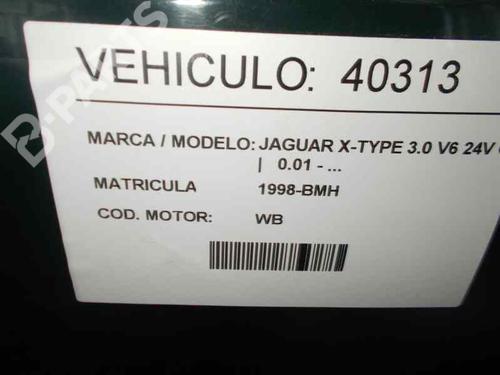 VEHICULO: 40313
MARCA / MODELO: JAGUAR X-TYPE 3.0 V6 24V
| 0.01 - ...
MATRICULA 1998-BMH
COD. MOTOR: WB
B-PARTS